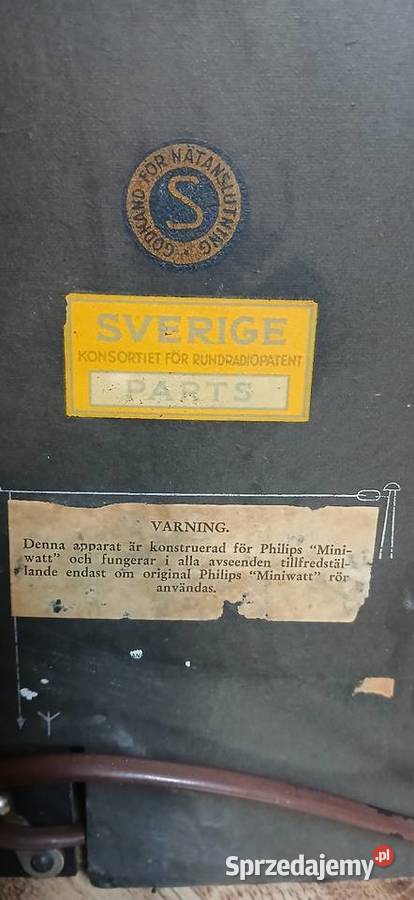 GODKÄND FÖR NÄTANSLUTNING
S
SVERIGE
KONSORTIET FÖR RUNDRADIOPATENT
PARTS
VARNING.
Denna apparat är konstruerad för Philips "Mini-
watt" och fungerar i alla avseenden tillfredstäl-
lande endast om original Philips "Miniwatt" rör
användas.
Sprzedajemy.pl